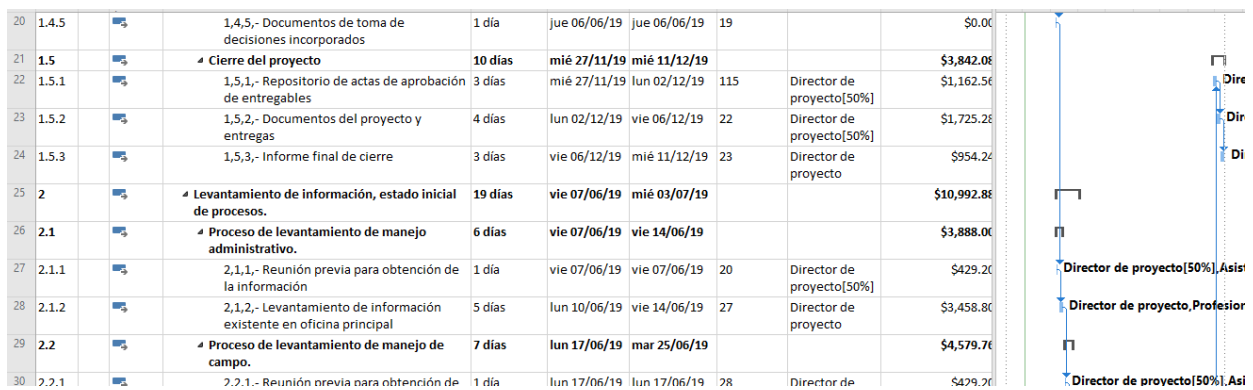 20 1.4.5 1,4,5,- Documentos de toma de 1 día jue 06/06/19 jue 06/06/19 19 $0.00
decisiones incorporados
21 1.5 Cierre del proyecto 10 días mié 27/11/19 mié 11/12/19 $3,842.08
22 1.5.1 1,5,1,- Repositorio de actas de aprobación 3 días mié 27/11/19 lun 02/12/19 115 Director de $1,162.56 Dire
de entregables proyecto[50%]
23 1.5.2 1,5,2,- Documentos del proyecto y 4 días lun 02/12/19 vie 06/12/19 22 Director de $1,725.28 Dire
entregas proyecto[50%]
24 1.5.3 1,5,3,- Informe final de cierre 3 días vie 06/12/19 mié 11/12/19 23 Director de $954.24 Di
proyecto
25 2 Levantamiento de información, estado inicial 19 días vie 07/06/19 mié 03/07/19 $10,992.88
de procesos.
26 2.1 Proceso de levantamiento de manejo 6 días vie 07/06/19 vie 14/06/19 $3,888.00
administrativo.
27 2.1.1 2,1,1,- Reunión previa para obtención de 1 día vie 07/06/19 vie 07/06/19 20 Director de $429.20 Director de proyecto[50%],Asist
la información proyecto[50%]
28 2.1.2 2,1,2,- Levantamiento de información 5 días lun 10/06/19 vie 14/06/19 27 Director de $3,458.80 Director de proyecto,Profesion
existente en oficina principal proyecto
29 2.2 Proceso de levantamiento de manejo de 7 días lun 17/06/19 mar 25/06/19 $4,579.76
campo.
30 2.2.1 2,2,1,- Reunión previa para obtención de 1 día lun 17/06/19 lun 17/06/19 28 Director de $429.20 Director de proyecto[50%],Asi